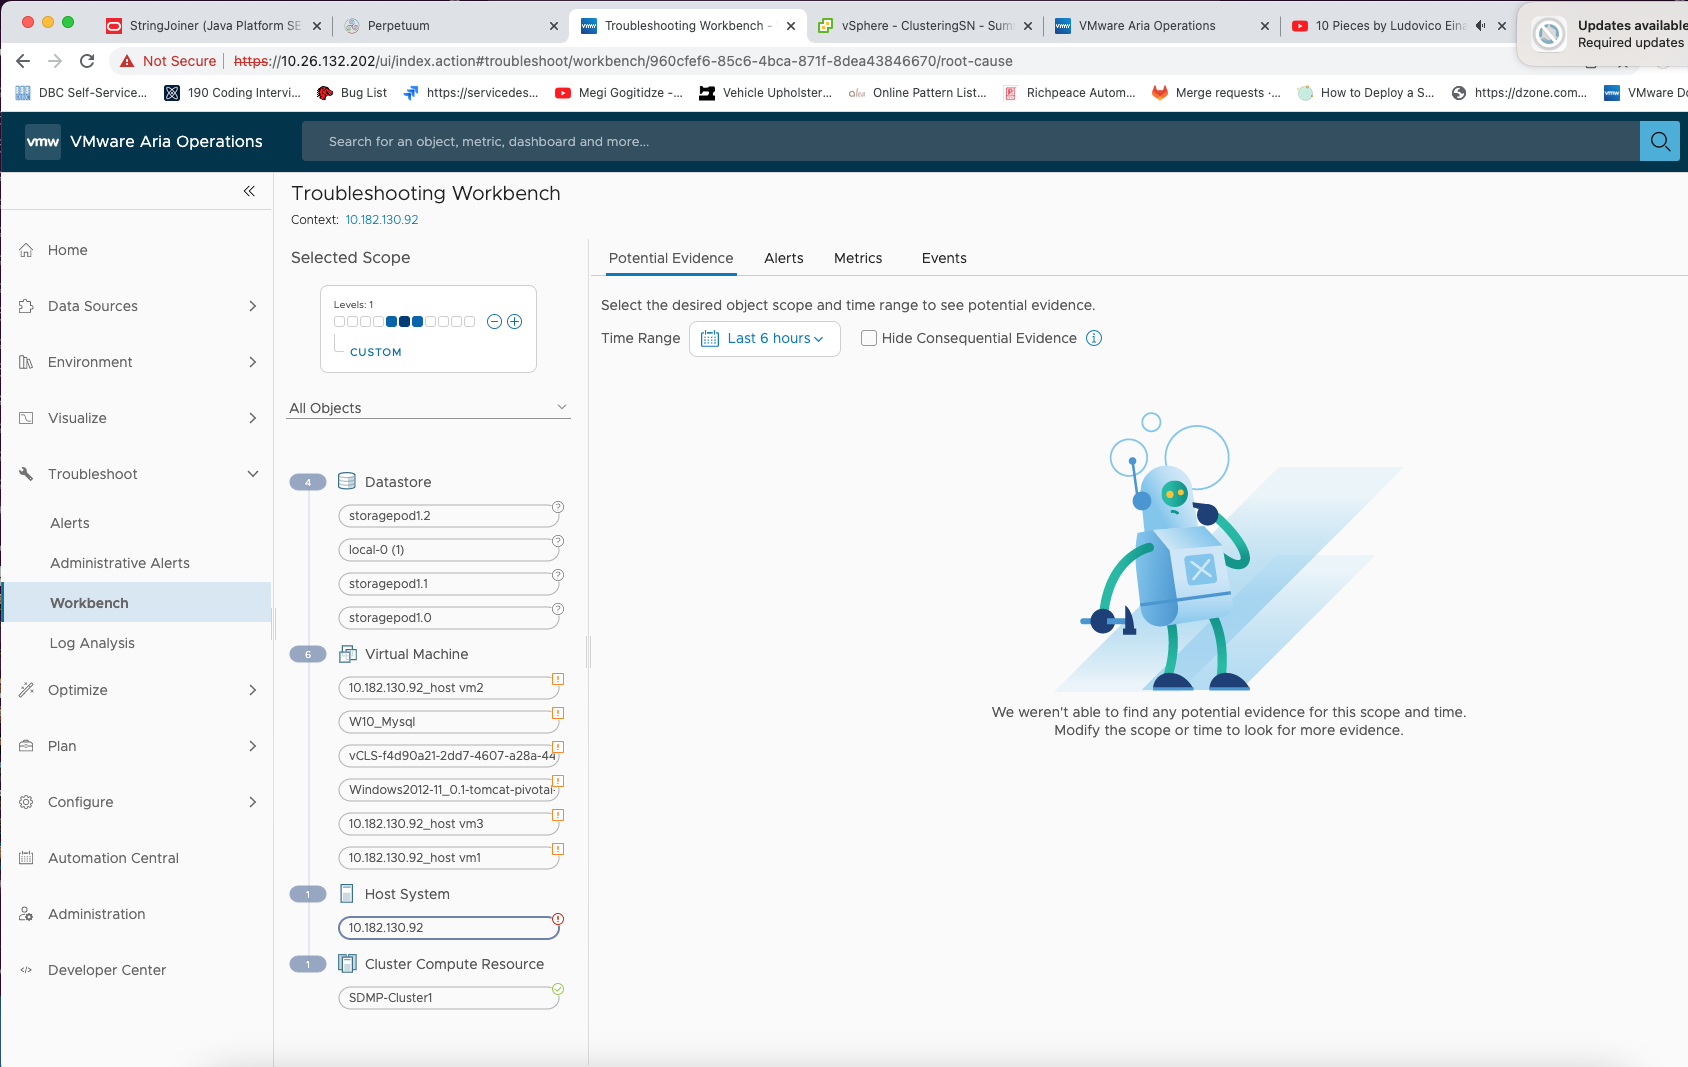 StringJoiner (Java Platform SE
Perpetuum
Troubleshooting Workbench -
vSphere - ClusteringSN - Sum
VMware Aria Operations
10 Pieces by Ludovico Eina
Updates available
Required updates
Not Secure
https://10.26.132.202/ui/index.action#troubleshoot/workbench/960cfef6-85c6-4bca-871f-8dea43846670/root-cause
DBC Self-Service...
190 Coding Intervi...
Bug List
https://servicedes...
Megi Gogitidze -...
Vehicle Upholster...
Online Pattern List...
Richpeace Autom...
Merge requests ·...
How to Deploy a S...
https://dzone.com...
VMware Do
vmw
VMware Aria Operations
Search for an object, metric, dashboard and more...
Home
Data Sources
Environment
Visualize
Troubleshoot
Alerts
Administrative Alerts
Workbench
Log Analysis
Optimize
Plan
Configure
Automation Central
Administration
Developer Center
Troubleshooting Workbench
Context: 10.182.130.92
Selected Scope
Levels: 1
CUSTOM
All Objects
4 Datastore
storagepod1.2
local-0 (1)
storagepod1.1
storagepod1.0
6 Virtual Machine
10.182.130.92_host vm2
W10_Mysql
vCLS-f4d90a21-2dd7-4607-a28a-44
Windows2012-11_0.1-tomcat-pivotal-
10.182.130.92_host vm3
10.182.130.92_host vm1
1 Host System
10.182.130.92
1 Cluster Compute Resource
SDMP-Cluster1
Potential Evidence
Alerts
Metrics
Events
Select the desired object scope and time range to see potential evidence.
Time Range
Last 6 hours
Hide Consequential Evidence
We weren't able to find any potential evidence for this scope and time.
Modify the scope or time to look for more evidence.